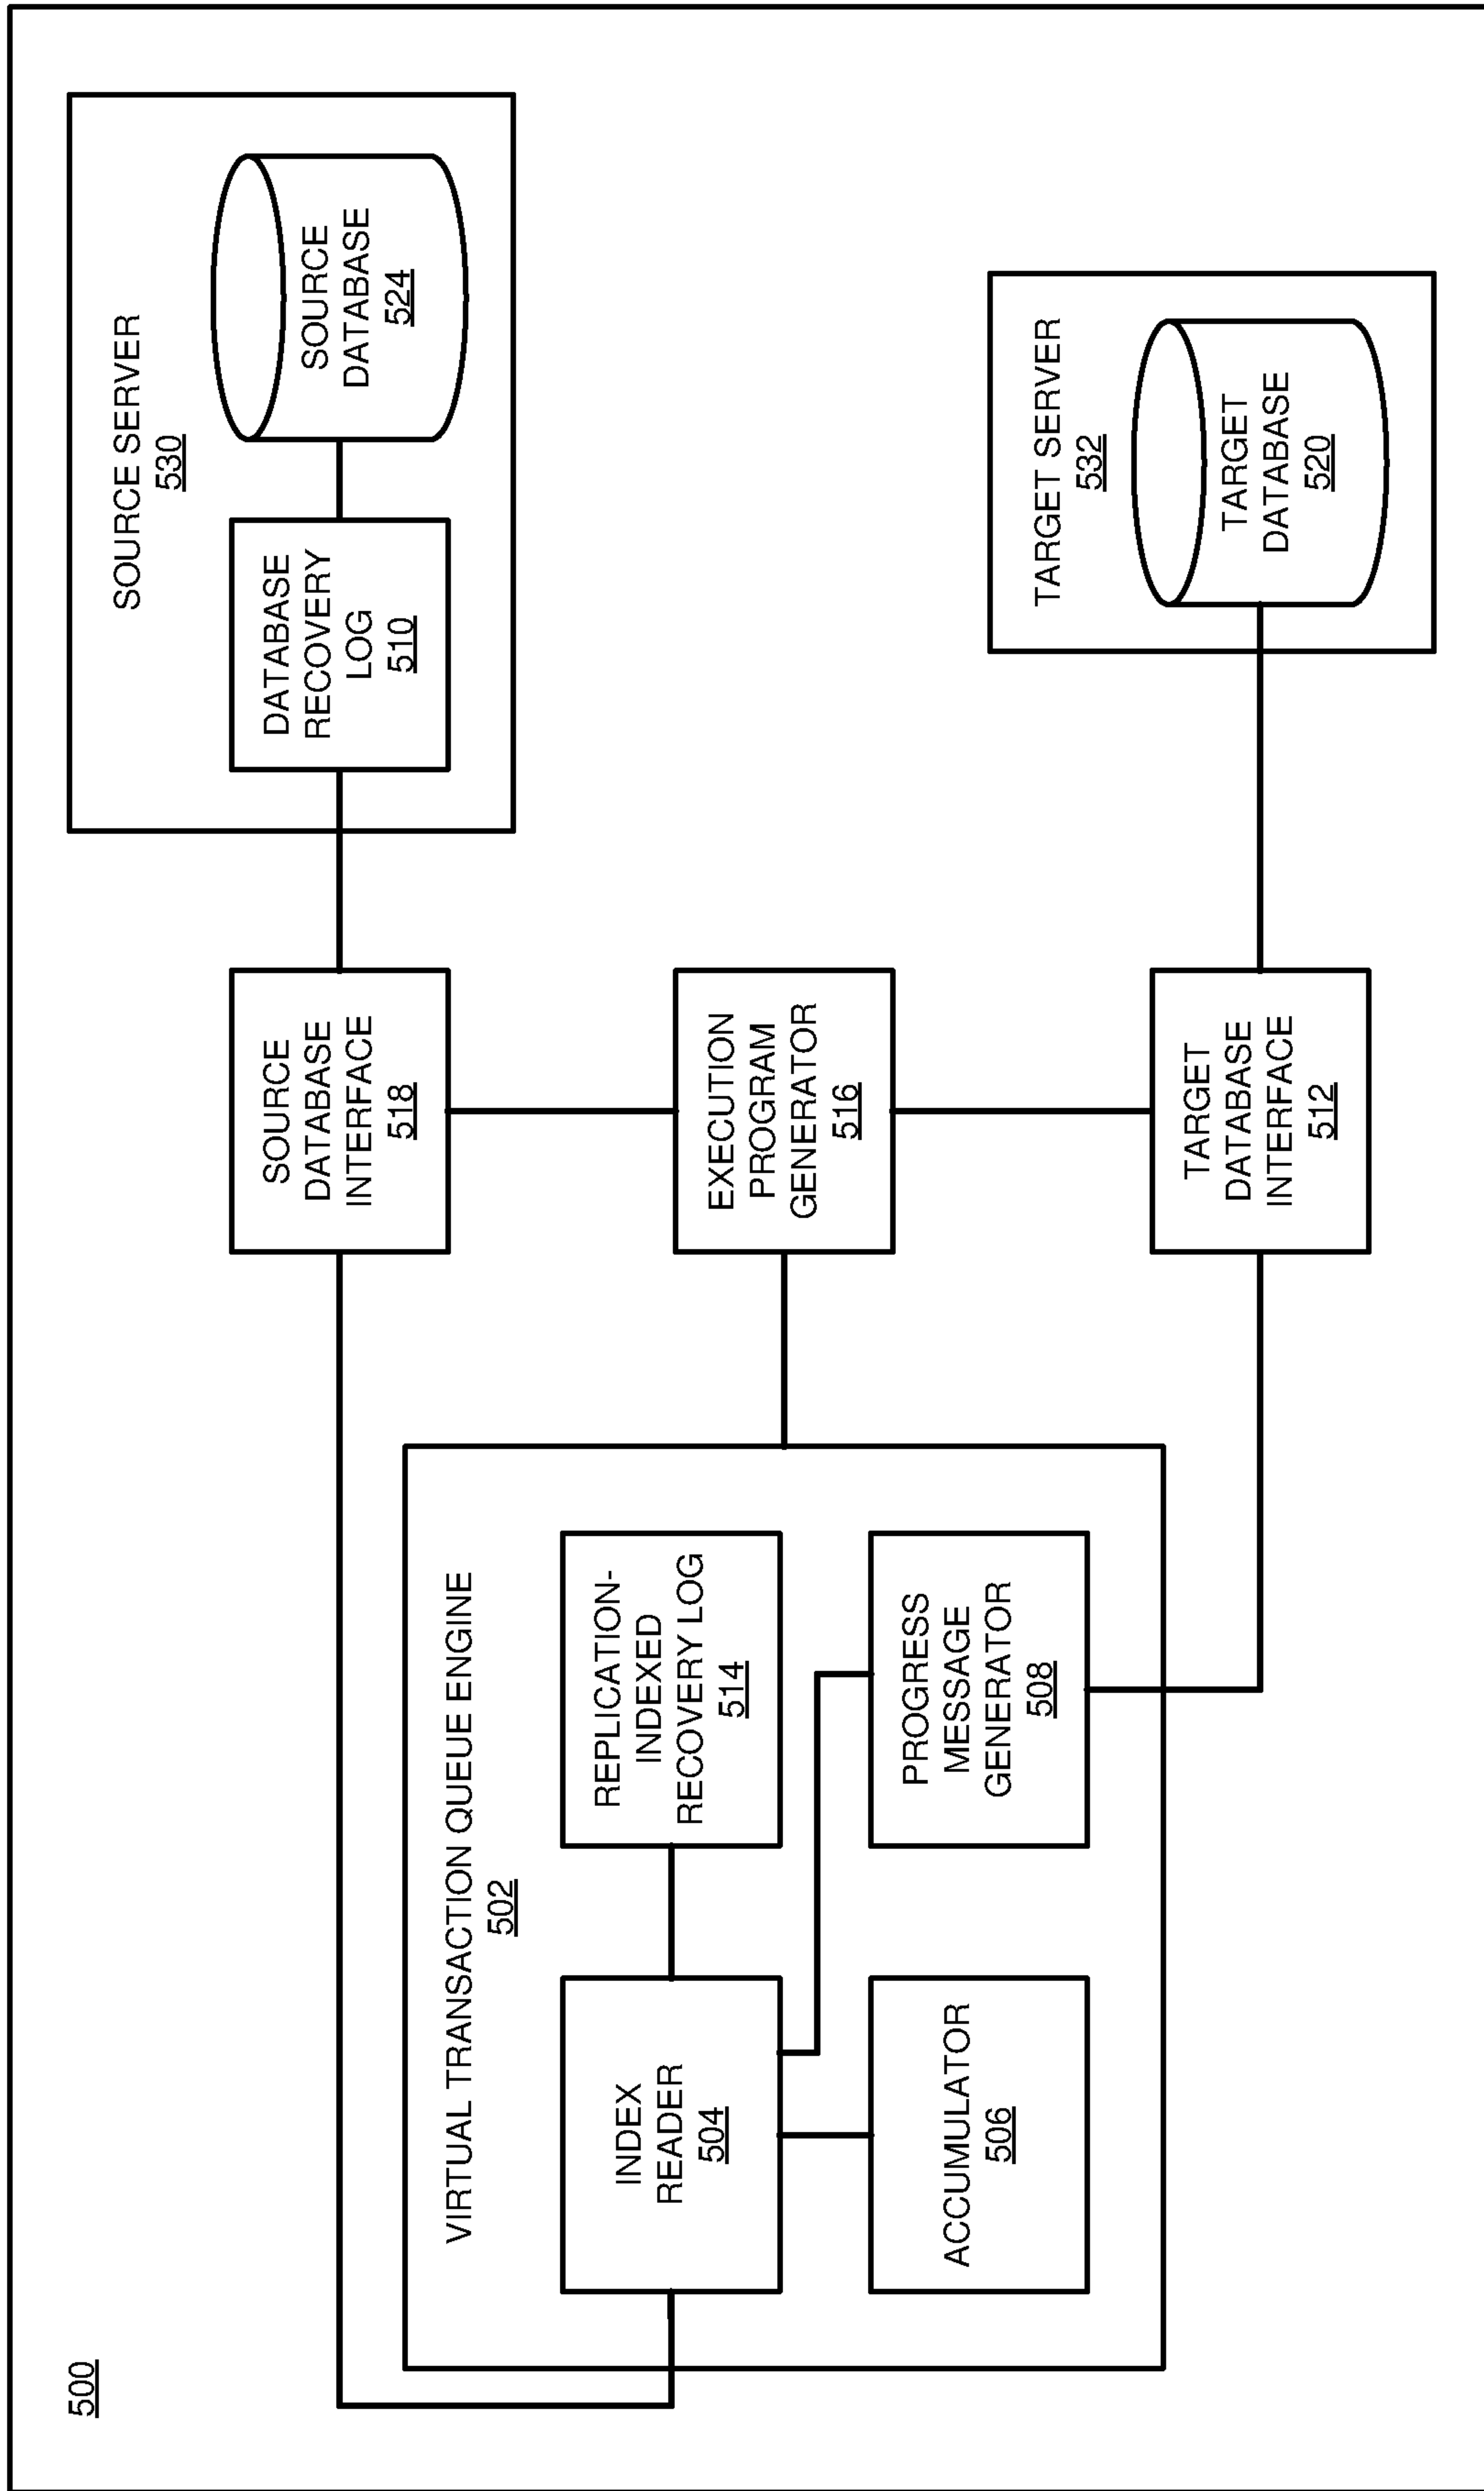 500
VIRTUAL TRANSACTION QUEUE ENGINE
502
INDEX
READER
504
REPLICATION-
INDEXED
RECOVERY LOG
514
ACCUMULATOR
506
PROGRESS
MESSAGE
GENERATOR
508
SOURCE
DATABASE
INTERFACE
518
EXECUTION
PROGRAM
GENERATOR
516
TARGET
DATABASE
INTERFACE
512
SOURCE SERVER
530
DATABASE
RECOVERY
LOG
510
SOURCE
DATABASE
524
TARGET SERVER
532
TARGET
DATABASE
520